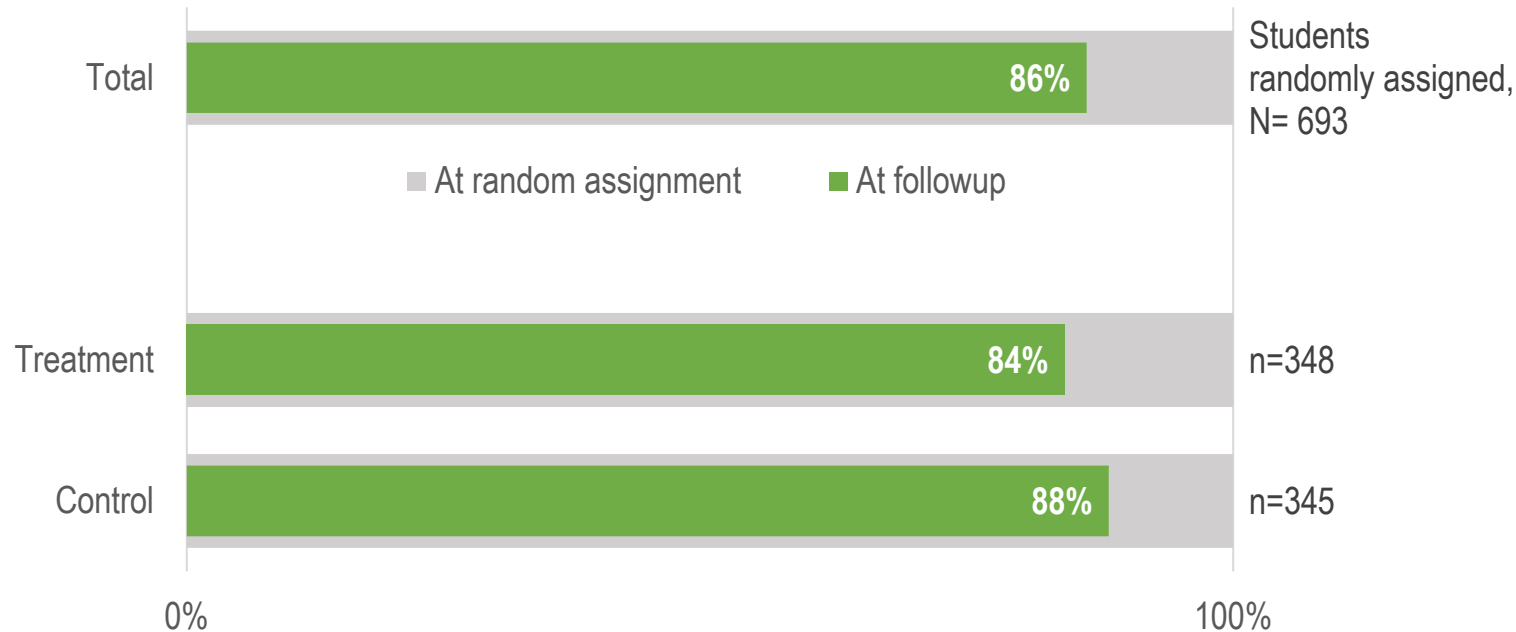 Total
86%
Students
randomly assigned,
N= 693
At random assignment
At followup
Treatment
84%
n=348
Control
88%
n=345
0%
100%